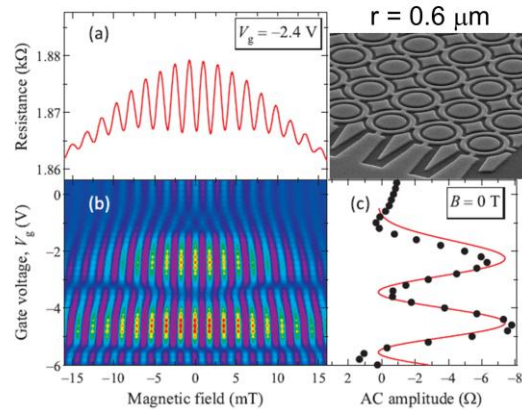 r = 0.6 μm
(a)
V_g = −2.4 V
Resistance (kΩ)
1.88
1.87
1.86
(b)
Gate voltage, V_g (V)
0
−2
−4
−6
−15
−10
−5
0
5
10
15
Magnetic field (mT)
(c)
B = 0 T
2
0
−2
−4
−6
−8
AC amplitude (Ω)